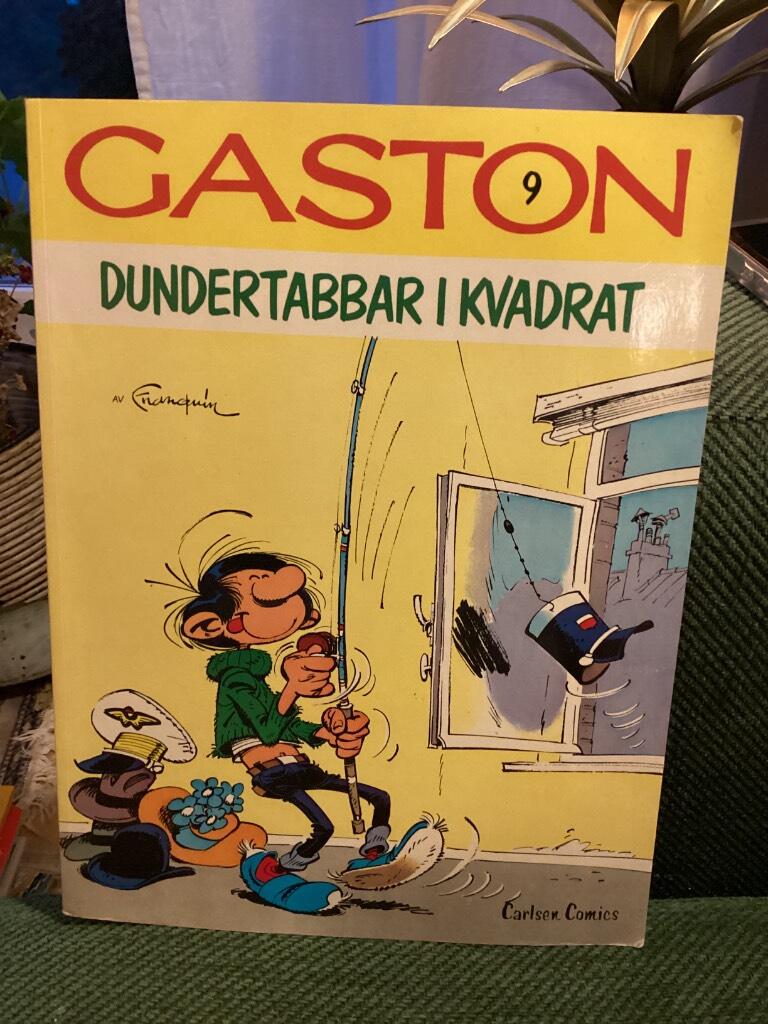 GASTON
9
DUNDERTABBAR I KVADRAT
AV Franquin
Carlsen Comics